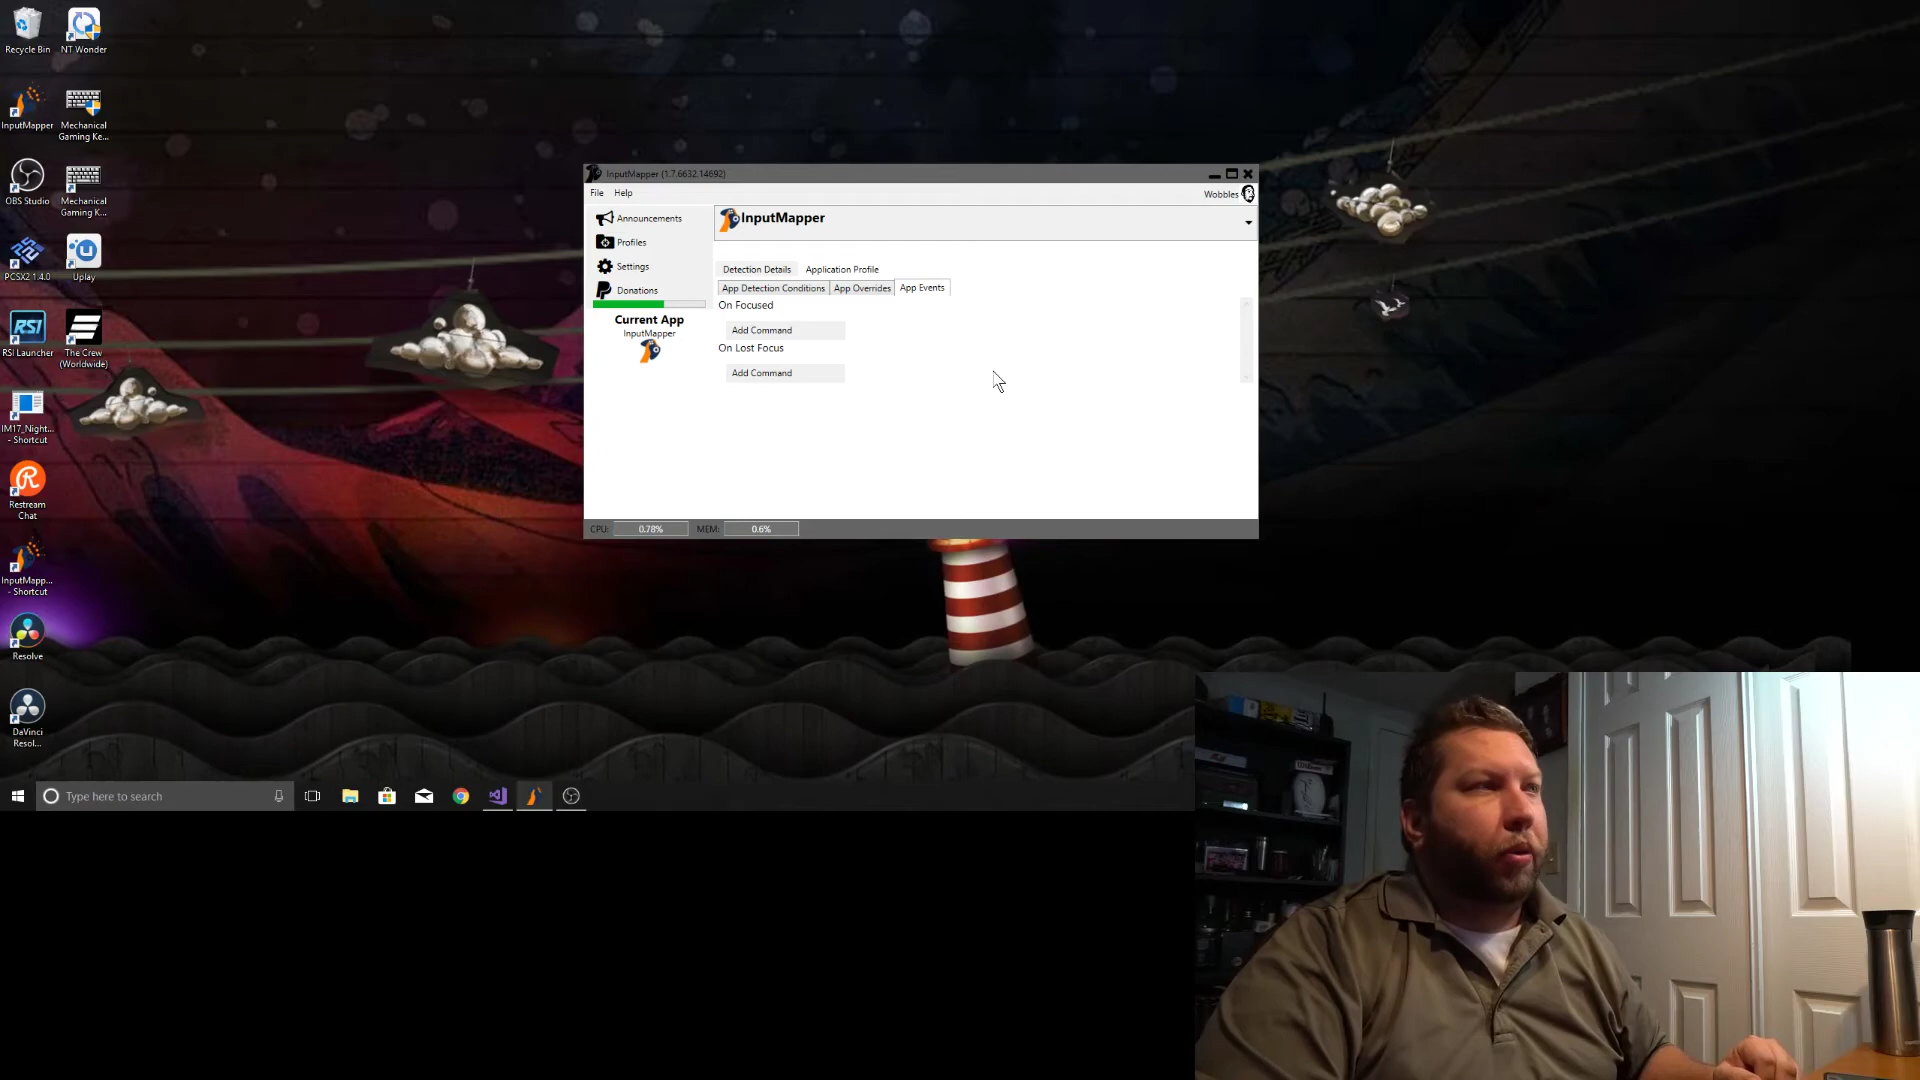 Recycle Bin
NT Wonder
InputMapper
Mechanical
Gaming Ke...
OBS Studio
Mechanical
Gaming K...
PCSX2 1.4.0
Uplay
RSI
RSI Launcher
The Crew
(Worldwide)
IM17_Night...
- Shortcut
Restream
Chat
InputMapp...
- Shortcut
Resolve
DaVinci
Resol...
InputMapper (1.7.6632.14692)
File Help
Wobbles
Announcements
Profiles
Settings
Donations
Current App
InputMapper
InputMapper
Detection Details Application Profile
App Detection Conditions App Overrides App Events
On Focused
Add Command
On Lost Focus
Add Command
CPU: 0.78% MEM: 0.6%
Type here to search